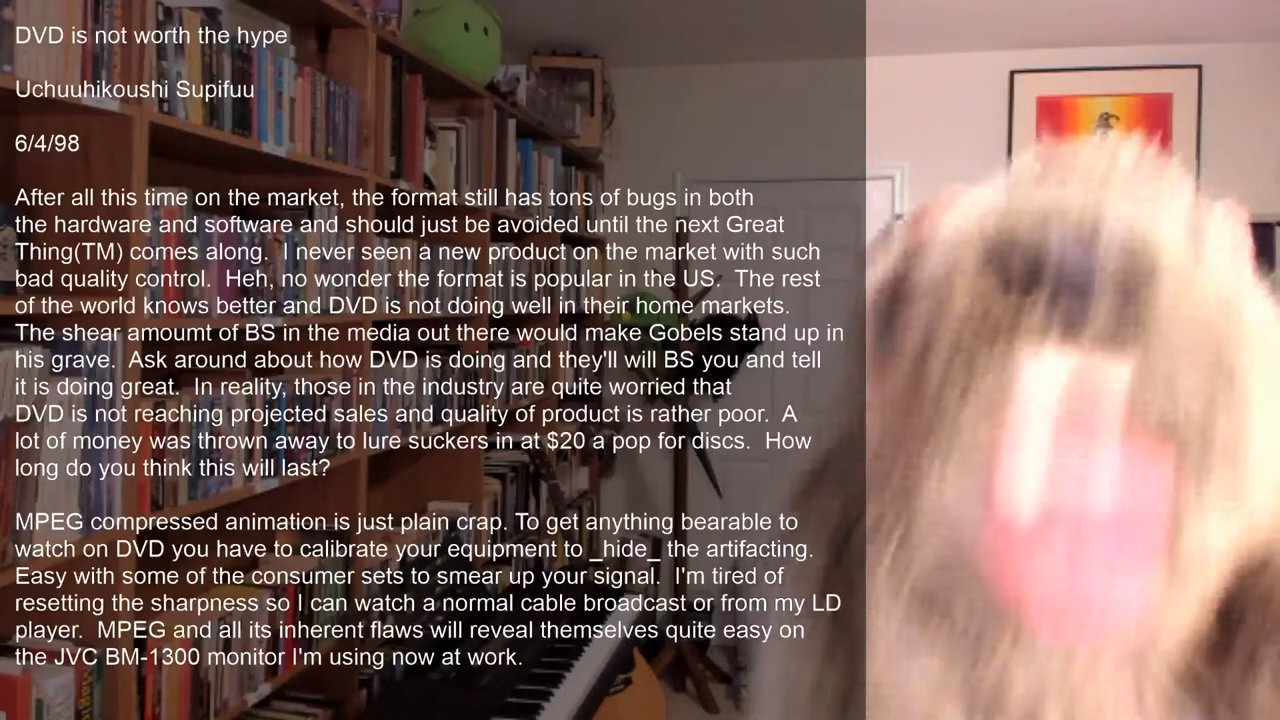 DVD is not worth the hype
Uchuuhikoushi Supifuu
6/4/98
After all this time on the market, the format still has tons of bugs in both
the hardware and software and should just be avoided until the next Great
Thing(TM) comes along.  I never seen a new product on the market with such
bad quality control.  Heh, no wonder the format is popular in the US.  The rest
of the world knows better and DVD is not doing well in their home markets.
The shear amoumt of BS in the media out there would make Gobels stand up in
his grave.  Ask around about how DVD is doing and they'll will BS you and tell
it is doing great.  In reality, those in the industry are quite worried that
DVD is not reaching projected sales and quality of product is rather poor.  A
lot of money was thrown away to lure suckers in at $20 a pop for discs.  How
long do you think this will last?
MPEG compressed animation is just plain crap. To get anything bearable to
watch on DVD you have to calibrate your equipment to _hide_ the artifacting.
Easy with some of the consumer sets to smear up your signal.  I'm tired of
resetting the sharpness so I can watch a normal cable broadcast or from my LD
player.  MPEG and all its inherent flaws will reveal themselves quite easy on
the JVC BM-1300 monitor I'm using now at work.